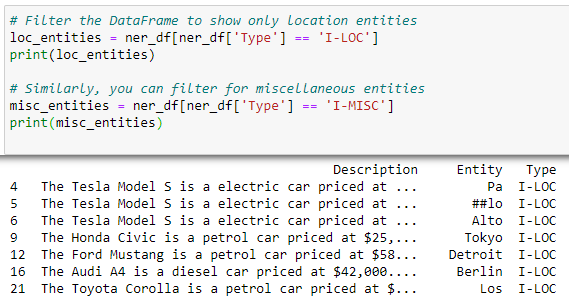 # Filter the DataFrame to show only location entities
loc_entities = ner_df[ner_df['Type'] == 'I-LOC']
print(loc_entities)
# Similarly, you can filter for miscellaneous entities
misc_entities = ner_df[ner_df['Type'] == 'I-MISC']
print(misc_entities)
Description Entity Type
4 The Tesla Model S is a electric car priced at ... Pa I-LOC
5 The Tesla Model S is a electric car priced at ... ##lo I-LOC
6 The Tesla Model S is a electric car priced at ... Alto I-LOC
9 The Honda Civic is a petrol car priced at $25,... Tokyo I-LOC
12 The Ford Mustang is a petrol car priced at $58... Detroit I-LOC
16 The Audi A4 is a diesel car priced at $42,000.... Berlin I-LOC
21 The Toyota Corolla is a petrol car priced at $... Los I-LOC